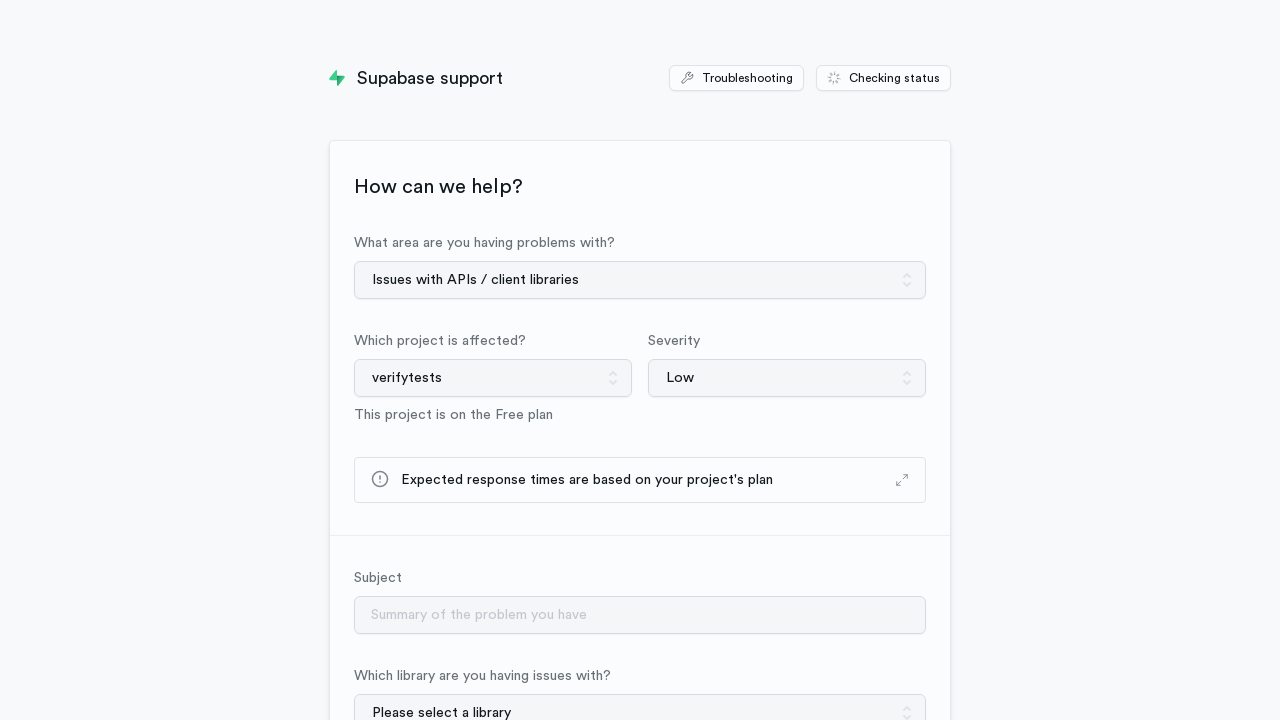 Supabase support
Troubleshooting
Checking status
How can we help?
What area are you having problems with?
Issues with APIs / client libraries
Which project is affected?
Severity
verifytests
Low
This project is on the Free plan
Expected response times are based on your project's plan
Subject
Summary of the problem you have
Which library are you having issues with?
Please select a library